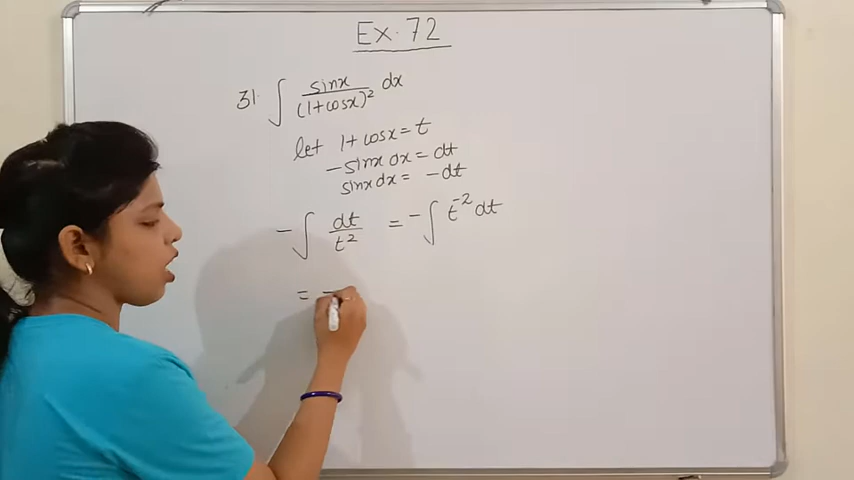 Ex. 72
31. ∫ sinx/(1+cosx)² dx
let 1+cosx = t
-sinx dx = dt
sinx dx = -dt
-∫ dt/t² = -∫ t⁻² dt
= -